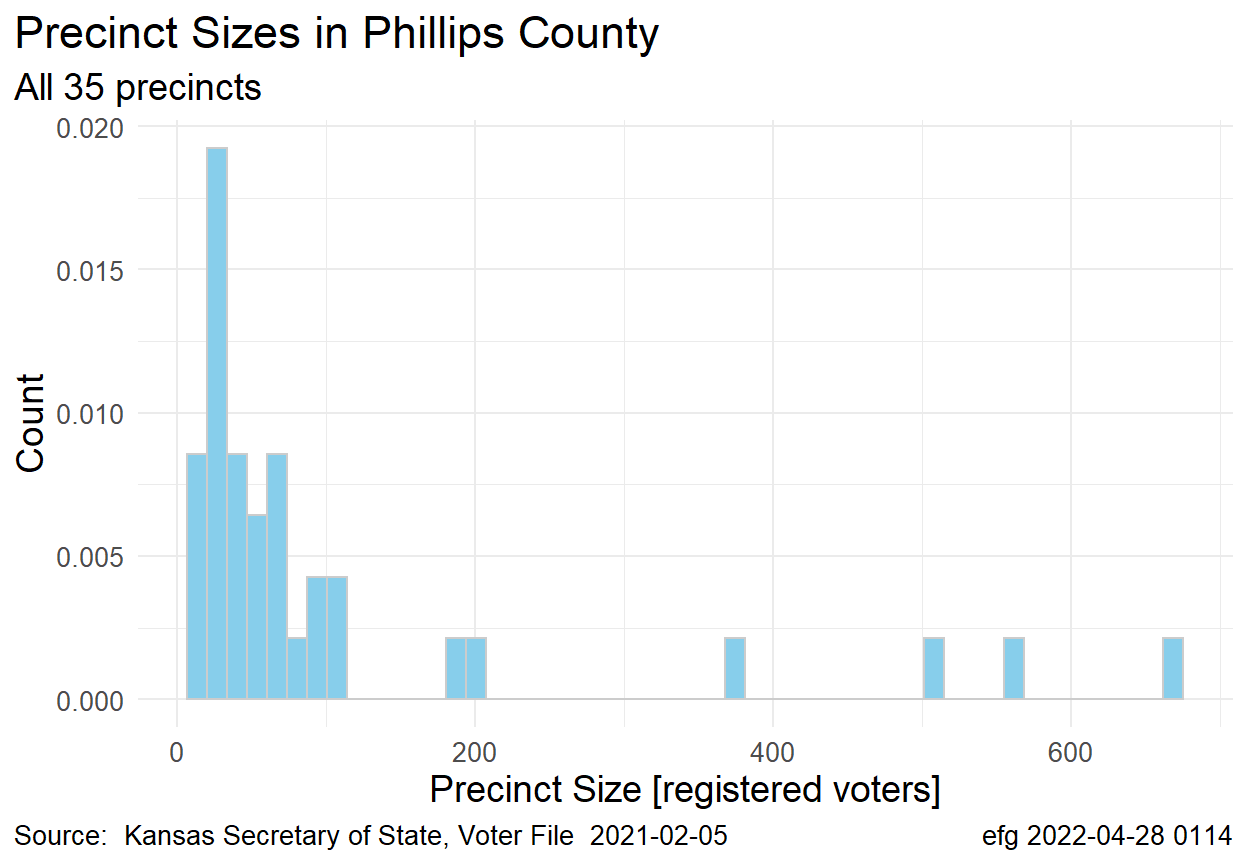 Precinct Sizes in Phillips County
All 35 precincts
0.020
0.015
0.010
0.005
0.000
Count
0 200 400 600
Precinct Size [registered voters]
Source:  Kansas Secretary of State, Voter File  2021-02-05
efg 2022-04-28 0114